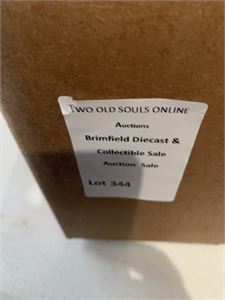 TWO OLD SOULS ONLINE
Auctions
Brimfield Diecast &
Collectible Sale
Auction Sale
Lot 344